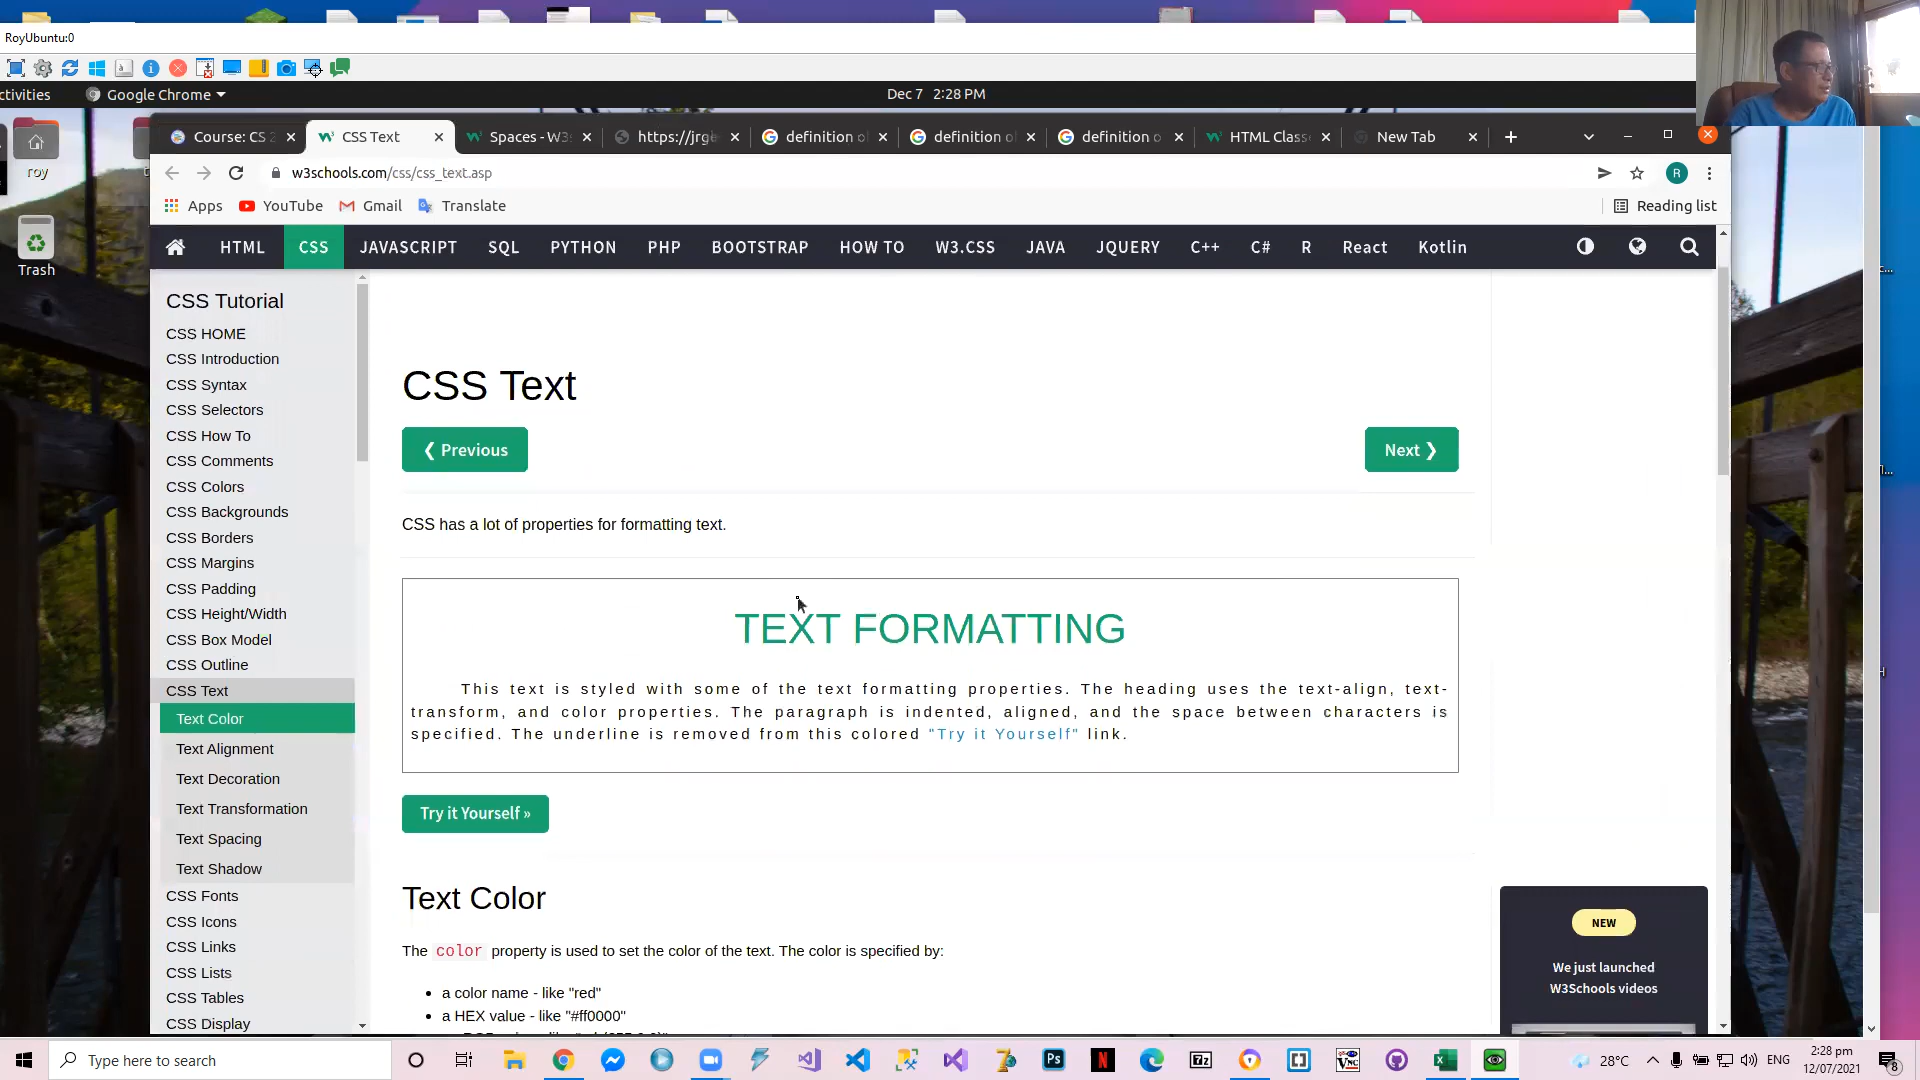 RoyUbuntu:0
ctivities
Google Chrome
Dec 7 2:28 PM
Course: CS 2
CSS Text
Spaces - W3
https://jrge
definition of
definition o
definition o
HTML Classe
New Tab
w3schools.com/css/css_text.asp
R
Apps
YouTube
Gmail
Translate
Reading list
roy
Trash
HTML
CSS
JAVASCRIPT
SQL
PYTHON
PHP
BOOTSTRAP
HOW TO
W3.CSS
JAVA
JQUERY
C++
C#
R
React
Kotlin
CSS Tutorial
CSS HOME
CSS Introduction
CSS Syntax
CSS Selectors
CSS How To
CSS Comments
CSS Colors
CSS Backgrounds
CSS Borders
CSS Margins
CSS Padding
CSS Height/Width
CSS Box Model
CSS Outline
CSS Text
Text Color
Text Alignment
Text Decoration
Text Transformation
Text Spacing
Text Shadow
CSS Fonts
CSS Icons
CSS Links
CSS Lists
CSS Tables
CSS Display
CSS Text
❮ Previous
Next ❯
CSS has a lot of properties for formatting text.
TEXT FORMATTING
This text is styled with some of the text formatting properties. The heading uses the text-align, text-
transform, and color properties. The paragraph is indented, aligned, and the space between characters is
specified. The underline is removed from this colored "Try it Yourself" link.
Try it Yourself »
Text Color
The color property is used to set the color of the text. The color is specified by:
a color name - like "red"
a HEX value - like "#ff0000"
NEW
We just launched
W3Schools videos
Type here to search
28°C
ENG
2:28 pm
12/07/2021
8